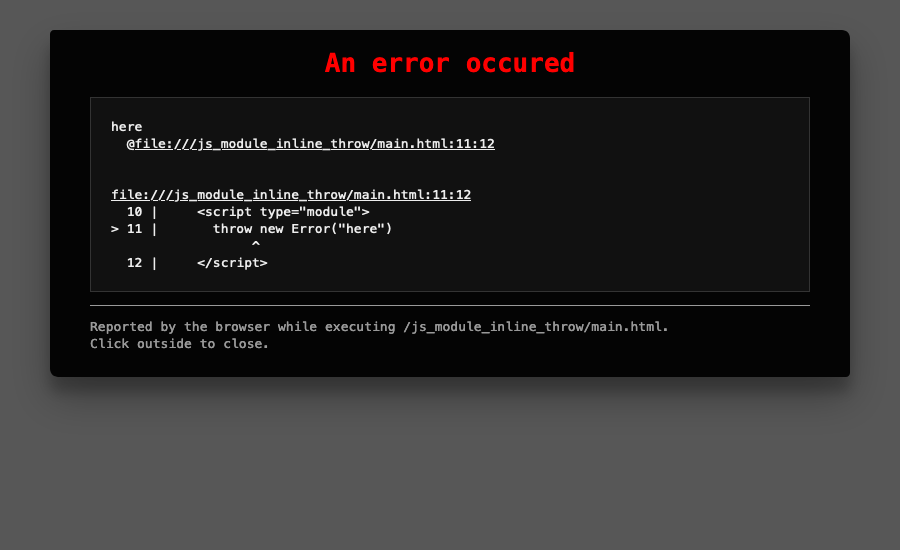 An error occured
here
  @file:///js_module_inline_throw/main.html:11:12
file:///js_module_inline_throw/main.html:11:12
  10 |     <script type="module">
> 11 |       throw new Error("here")
                  ^
  12 |     </script>
Reported by the browser while executing /js_module_inline_throw/main.html.
Click outside to close.